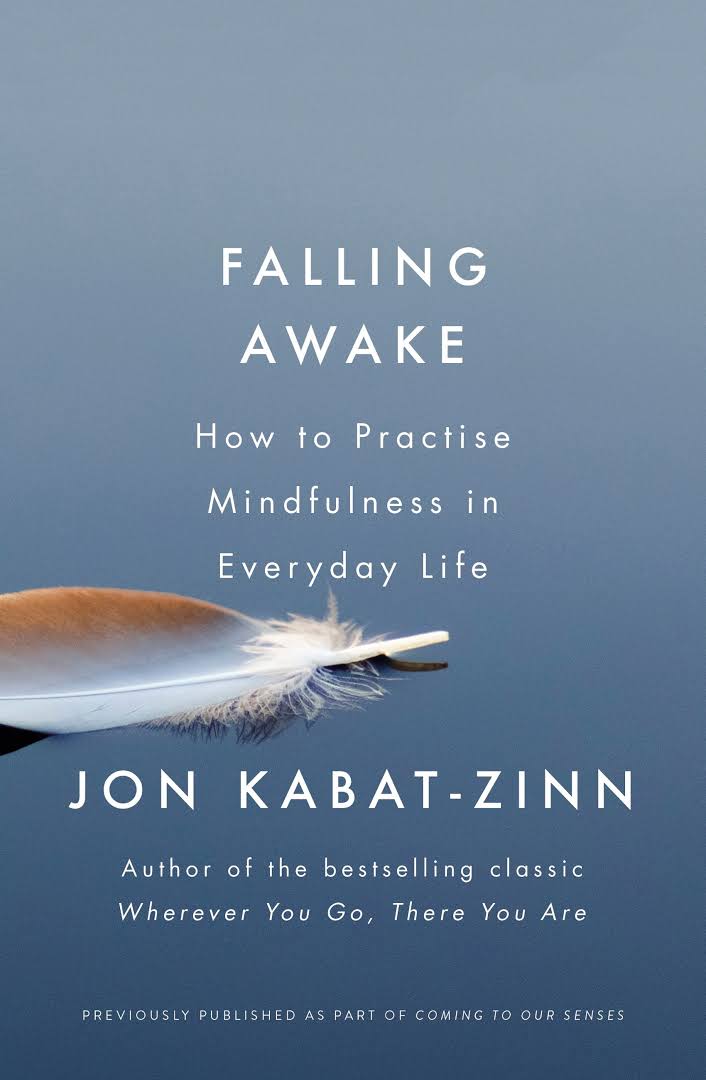 FALLING
AWAKE
How to Practise
Mindfulness in
Everyday Life
JON KABAT-ZINN
Author of the bestselling classic
Wherever You Go, There You Are
PREVIOUSLY PUBLISHED AS PART OF COMING TO OUR SENSES